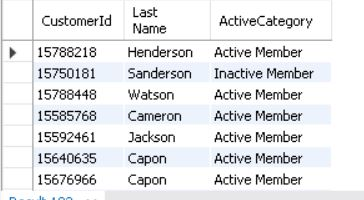 CustomerId Last Name ActiveCategory
15788218 Henderson Active Member
15750181 Sanderson Inactive Member
15788448 Watson Active Member
15585768 Cameron Active Member
15592461 Jackson Active Member
15640635 Capon Active Member
15676966 Capon Active Member